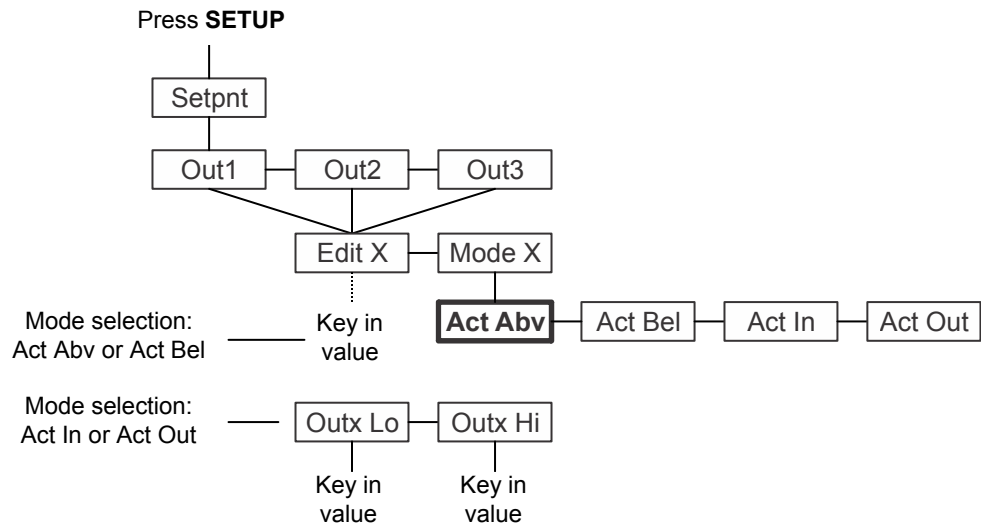 Press SETUP
Setpnt
Out1 Out2 Out3
Edit X Mode X
Act Abv Act Bel Act In Act Out
Mode selection:
Act Abv or Act Bel
Key in
value
Mode selection:
Act In or Act Out
Outx Lo Outx Hi
Key in
value
Key in
value